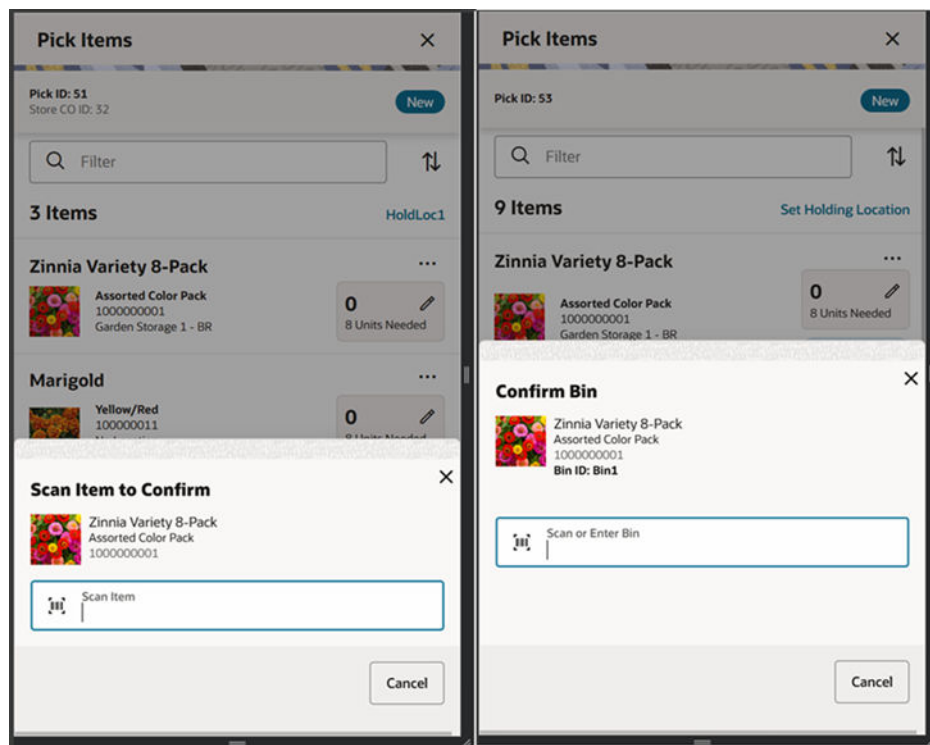 Pick Items
Pick ID: 51
Store CO ID: 32
New
Filter
3 Items
HoldLoc1
Zinnia Variety 8-Pack
Assorted Color Pack
1000000001
Garden Storage 1 - BR
0
8 Units Needed
Marigold
Yellow/Red
100000011
0
8 Units Needed
Scan Item to Confirm
Zinnia Variety 8-Pack
Assorted Color Pack
1000000001
Scan Item
Cancel
Pick Items
Pick ID: 53
New
Filter
9 Items
Set Holding Location
Zinnia Variety 8-Pack
Assorted Color Pack
1000000001
Garden Storage 1 - BR
0
8 Units Needed
Confirm Bin
Zinnia Variety 8-Pack
Assorted Color Pack
1000000001
Bin ID: Bin1
Scan or Enter Bin
Cancel